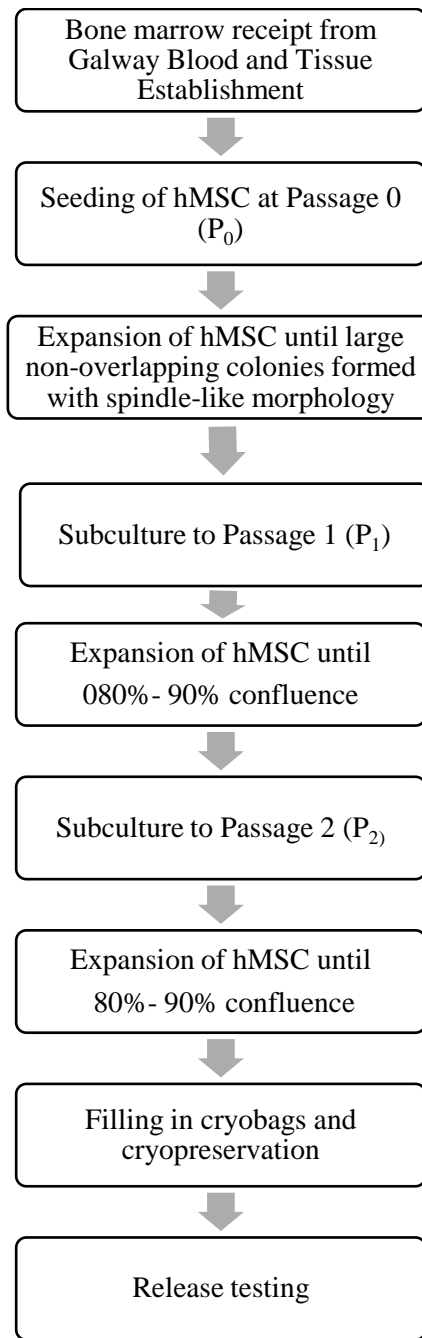 Bone marrow receipt from
Galway Blood and Tissue
Establishment
Seeding of hMSC at Passage 0
(P₀)
Expansion of hMSC until large
non-overlapping colonies formed
with spindle-like morphology
Subculture to Passage 1 (P₁)
Expansion of hMSC until
080%- 90% confluence
Subculture to Passage 2 (P₂₎
Expansion of hMSC until
80%- 90% confluence
Filling in cryobags and
cryopreservation
Release testing